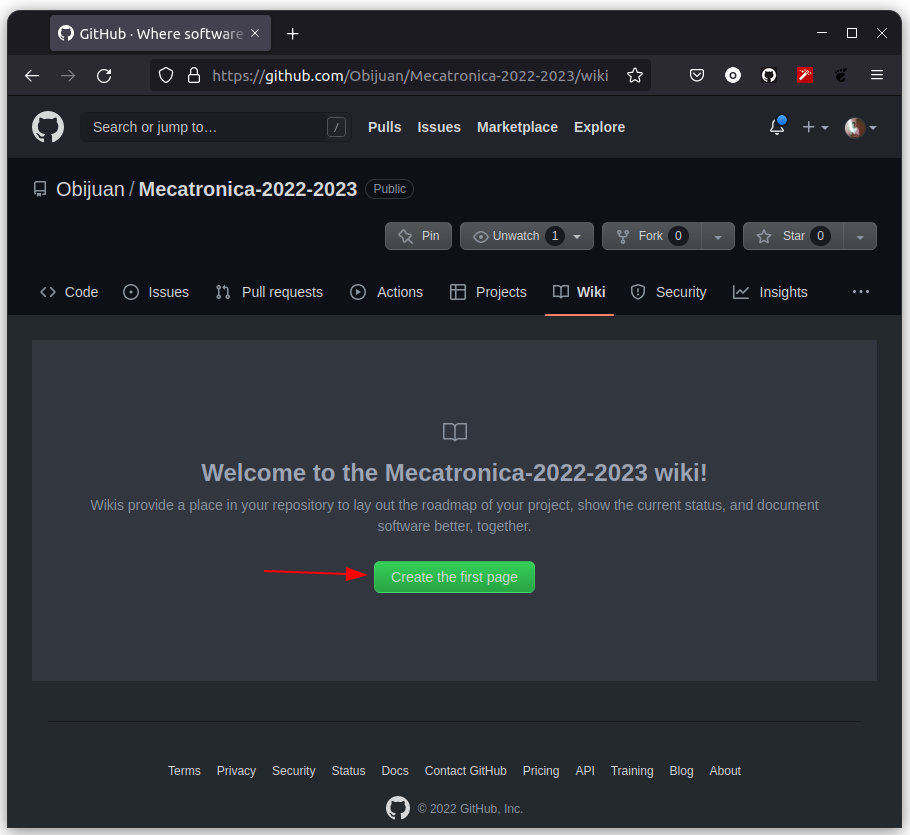 GitHub · Where software
https://github.com/Obijuan/Mecatronica-2022-2023/wiki
Search or jump to… / Pulls Issues Marketplace Explore
Obijuan / Mecatronica-2022-2023 Public
Pin Unwatch 1 Fork 0 Star 0
Code Issues Pull requests Actions Projects Wiki Security Insights
Welcome to the Mecatronica-2022-2023 wiki!
Wikis provide a place in your repository to lay out the roadmap of your project, show the current status, and document
software better, together.
Create the first page
Terms Privacy Security Status Docs Contact GitHub Pricing API Training Blog About
© 2022 GitHub, Inc.